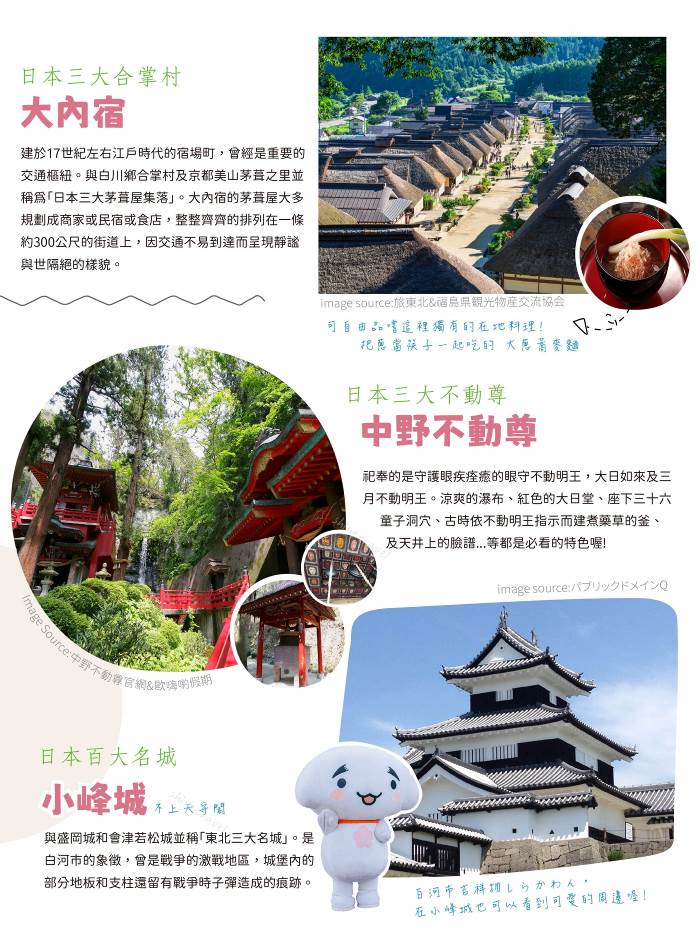 日本三大合掌村
大內宿
建於17世紀左右江戶時代的宿場町，曾經是重要的
交通樞紐。與白川鄉合掌村及京都美山茅葺之里並
稱爲「日本三大茅葺屋集落」。大內宿的茅葺屋大多
規劃成商家或民宿或食店，整整齊齊的排列在一條
約300公尺的街道上，因交通不易到達而呈現靜謐
與世隔絕的樣貌。
image source:旅東北&福島県観光物産交流協会
可自由品嚐這裡獨有的在地料理!
把蔥當筷子一起吃的 大蔥蕎麥麵
日本三大不動尊
中野不動尊
祀奉的是守護眼疾痊癒的眼守不動明王，大日如來及三
月不動明王。涼爽的瀑布、紅色的大日堂、座下三十六
童子洞穴、古時依不動明王指示而建煮藥草的釜、
及天井上的臉譜...等都是必看的特色喔!
Image Source:中野不動尊官網&歐嗨喲假期
image source:パブリックドメインQ
日本百大名城
小峰城 不上天守閣
與盛岡城和會津若松城並稱「東北三大名城」。是
白河市的象徵，曾是戰爭的激戰地區，城堡內的
部分地板和支柱還留有戰爭時子彈造成的痕跡。
白河市吉祥物しらかわん，
在小峰城也可以看到可愛的周邊喔!